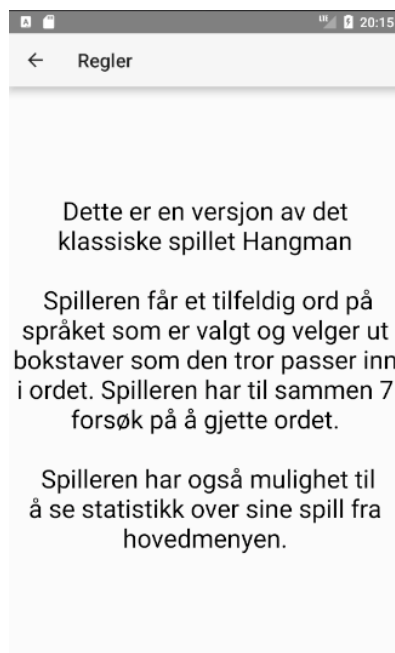 20:15
Regler
Dette er en versjon av det
klassiske spillet Hangman
Spilleren får et tilfeldig ord på
språket som er valgt og velger ut
bokstaver som den tror passer inn
i ordet. Spilleren har til sammen 7
forsøk på å gjette ordet.
Spilleren har også mulighet til
å se statistikk over sine spill fra
hovedmenyen.